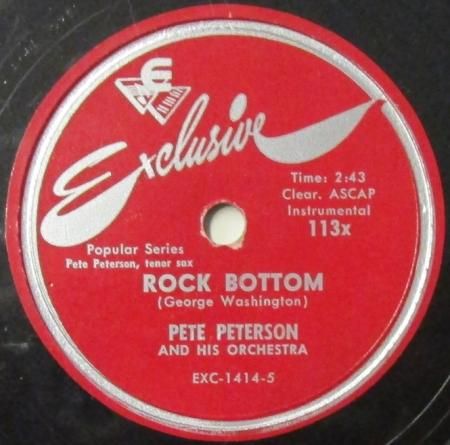 E
Exclusive
Time: 2:43
Clear. ASCAP
Instrumental
113x
Popular Series
Pete Peterson, tenor sax
ROCK BOTTOM
(George Washington)
PETE PETERSON
AND HIS ORCHESTRA
EXC-1414-5